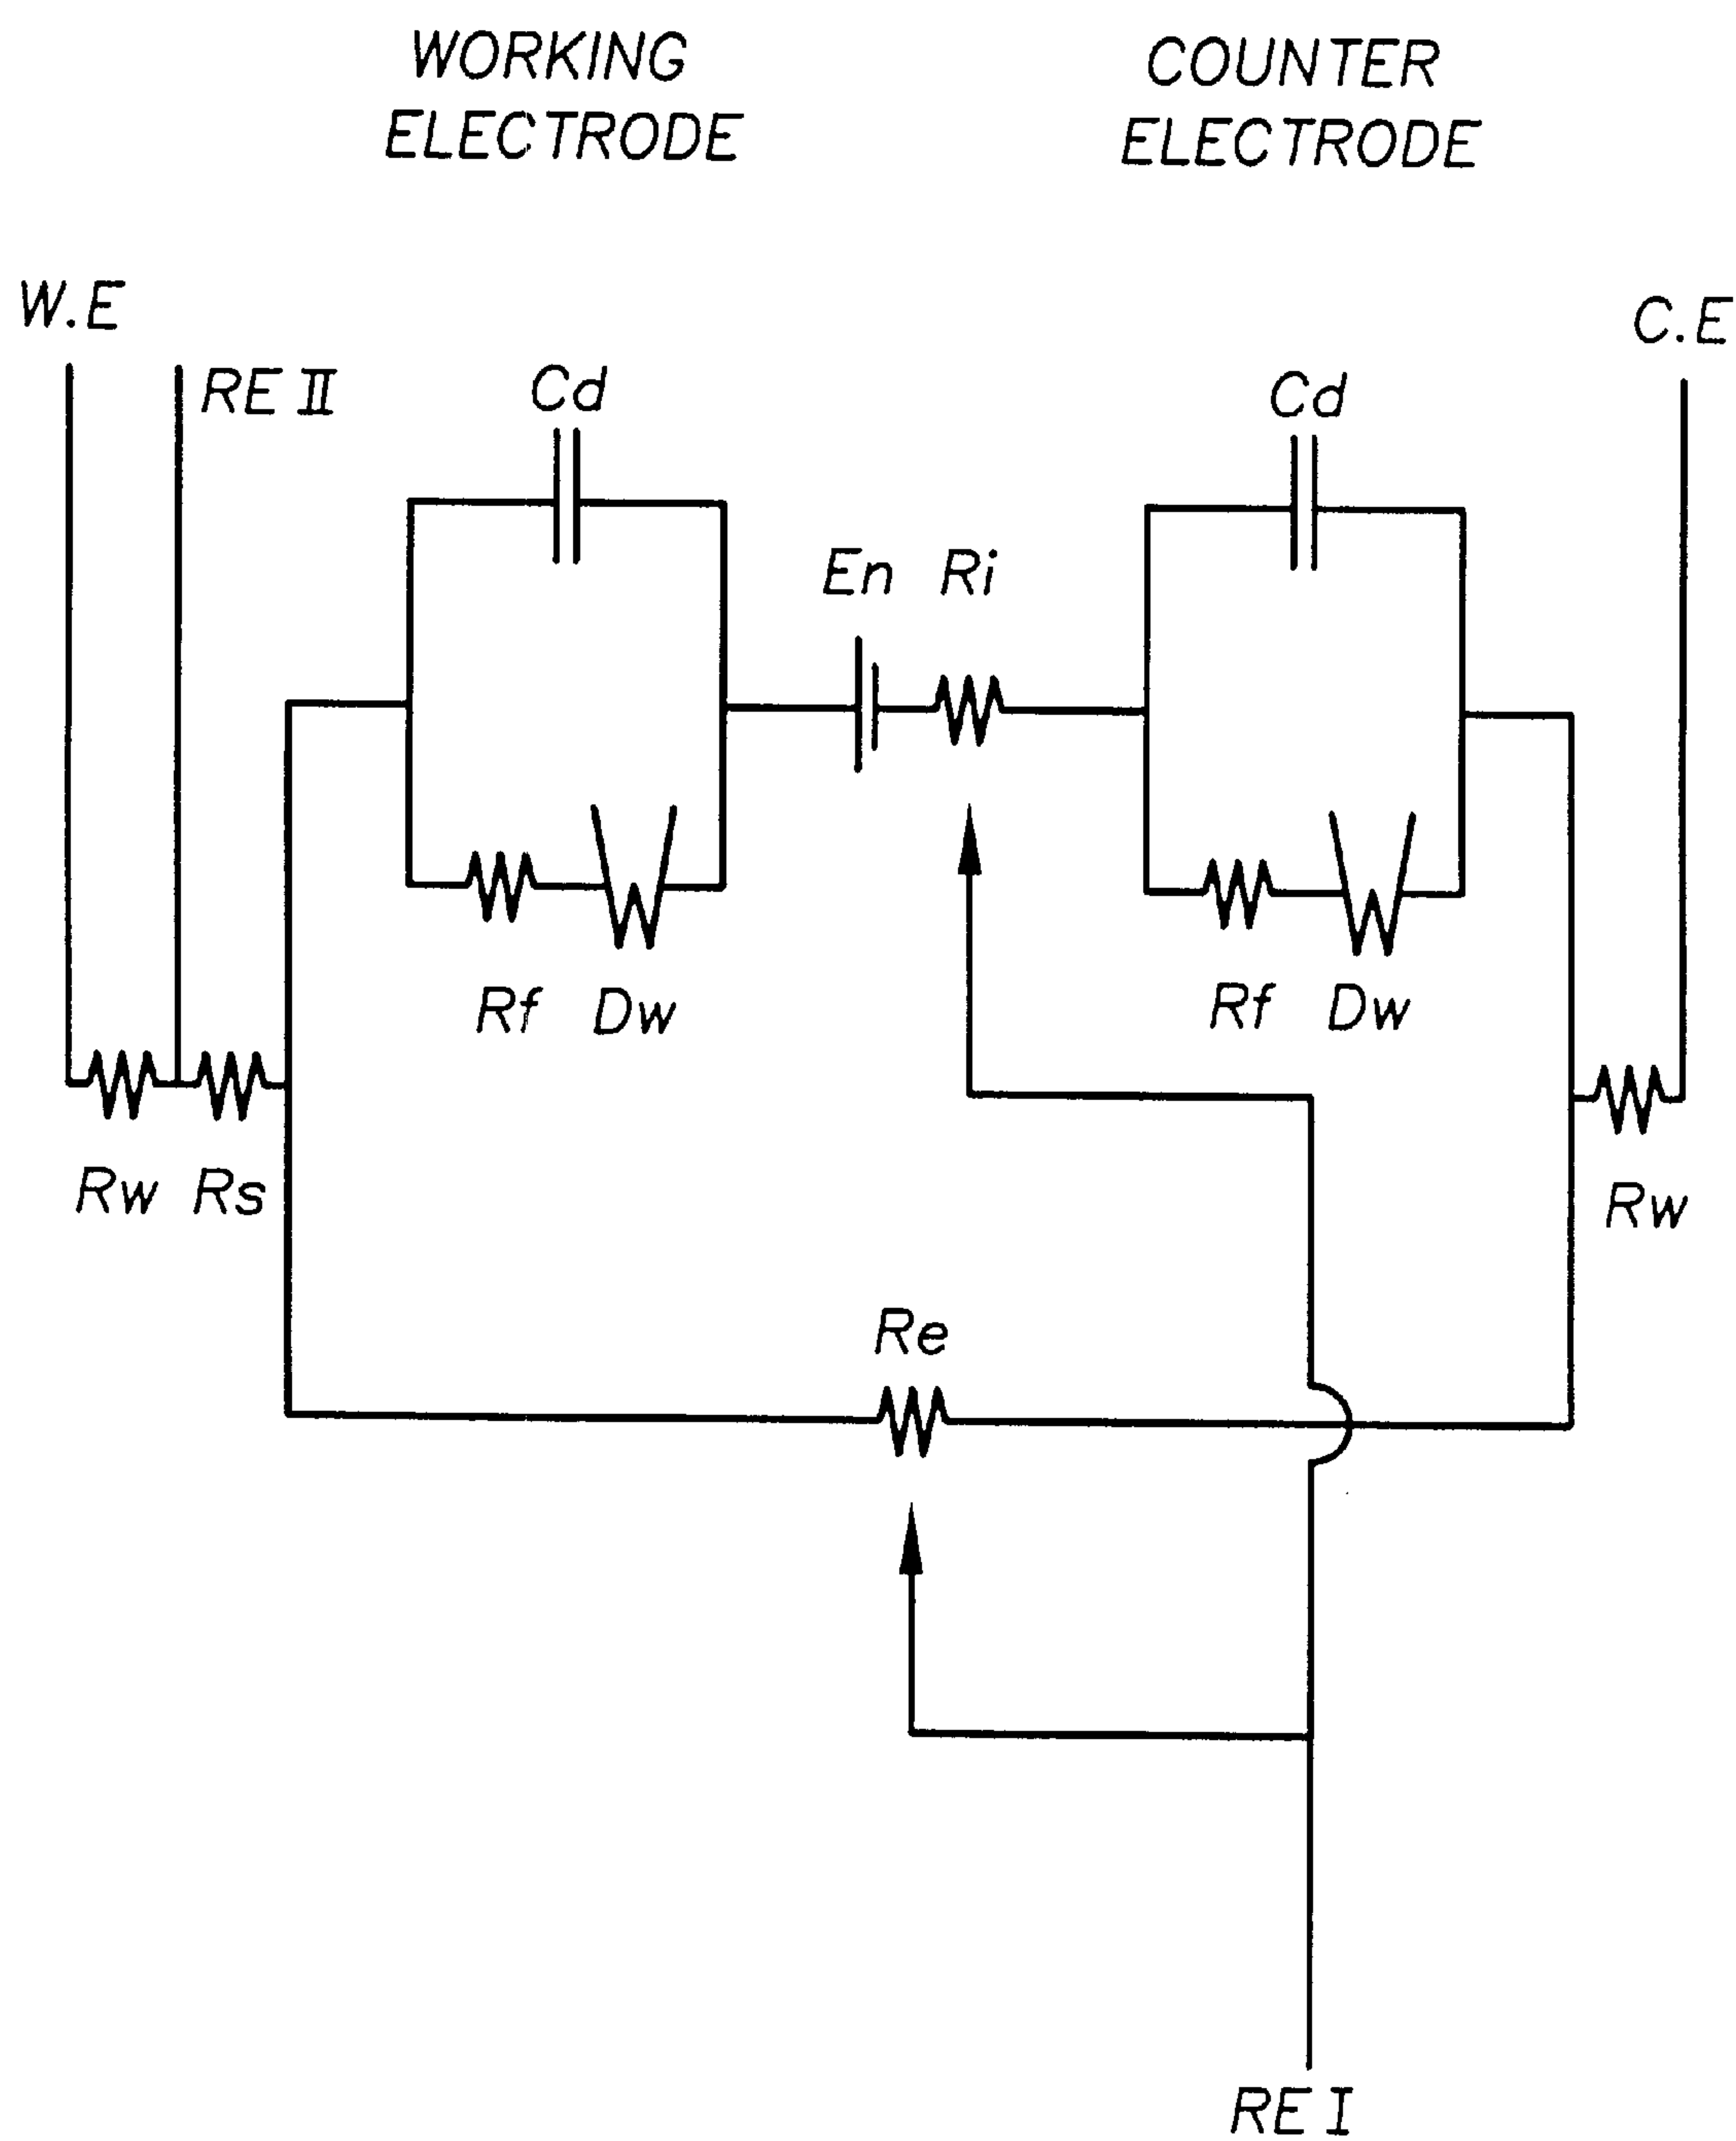 WORKING
ELECTRODE
COUNTER
ELECTRODE
W.E
RE II
Cd
Cd
C.E
En Ri
Rf Dw
Rf Dw
Rw Rs
Rw
Re
RE I